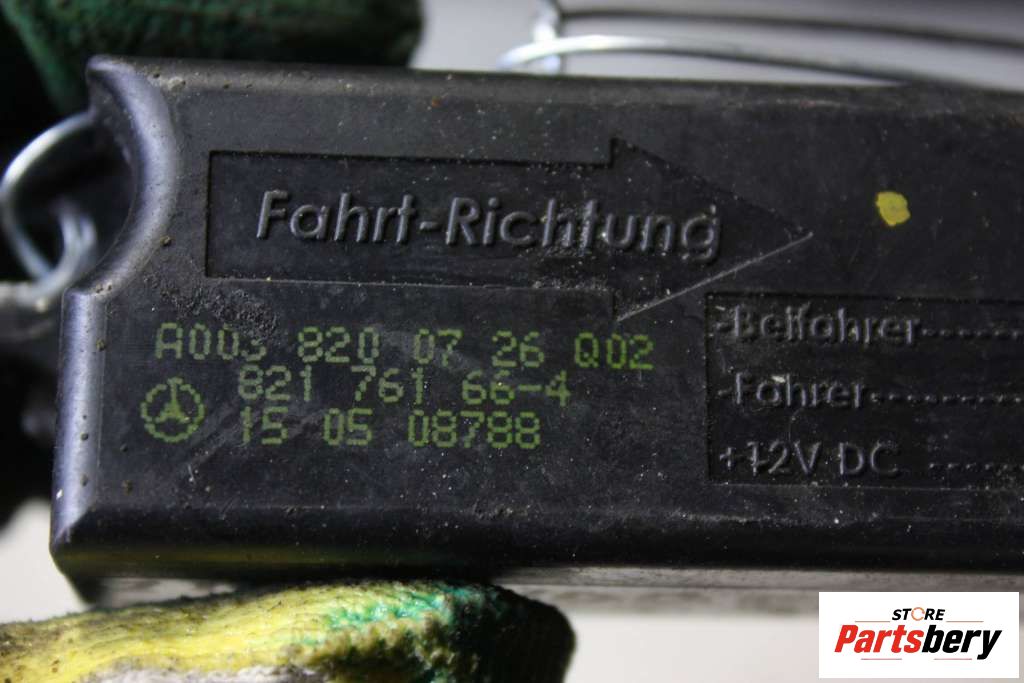 Fahrt-Richtung
A003 820 07 26 Q02
821 761 66-4
15 05 08788
-Beifahrer........
-Fahrer...........
+12V DC ......
STORE
Partsbery